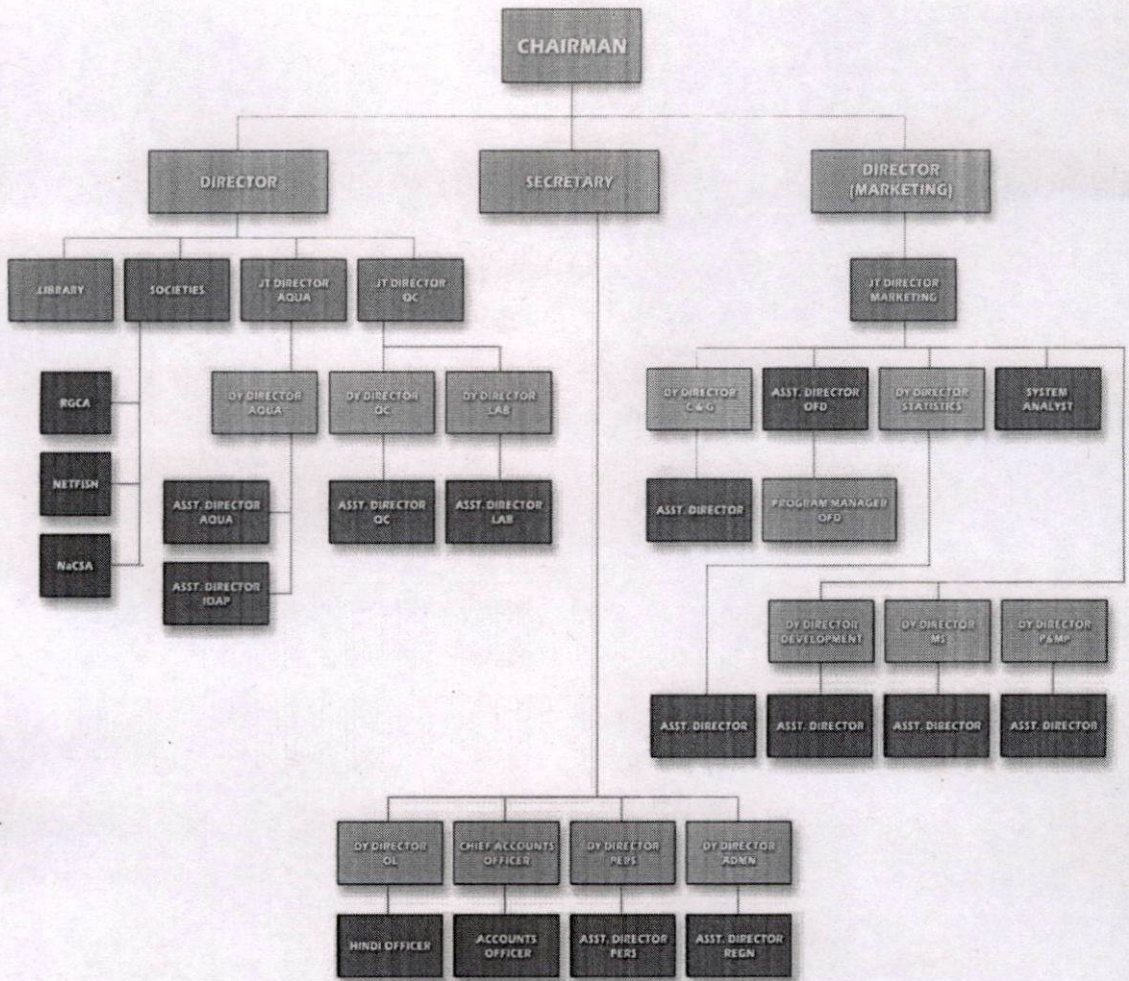 CHAIRMAN
DIRECTOR
SECRETARY
DIRECTOR
(MARKETING)
LIBRARY
SOCIETIES
JT DIRECTOR
AQUA
JT DIRECTOR
QC
JT DIRECTOR
MARKETING
RGCA
DY DIRECTOR
AQUA
DY DIRECTOR
QC
DY DIRECTOR
LAB
DY DIRECTOR
C & G
ASST. DIRECTOR
OFD
DY DIRECTOR
STATISTICS
SYSTEM
ANALYST
NETFISH
ASST. DIRECTOR
AQUA
ASST. DIRECTOR
QC
ASST. DIRECTOR
LAB
ASST. DIRECTOR
PROGRAM MANAGER
OFD
NaCSA
ASST. DIRECTOR
IDAP
DY DIRECTOR
DEVELOPMENT
DY DIRECTOR
MS
DY DIRECTOR
P&MP
ASST. DIRECTOR
ASST. DIRECTOR
ASST. DIRECTOR
ASST. DIRECTOR
DY DIRECTOR
OL
CHIEF ACCOUNTS
OFFICER
DY DIRECTOR
PERS
DY DIRECTOR
ADMN
HINDI OFFICER
ACCOUNTS
OFFICER
ASST. DIRECTOR
PERS
ASST. DIRECTOR
REGN